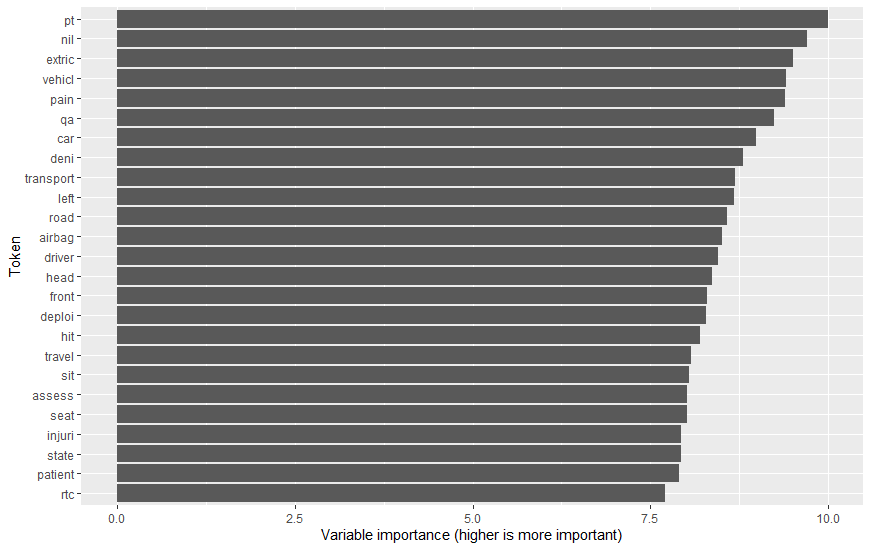 pt
nil
extric
vehicl
pain
qa
car
deni
transport
left
road
airbag
driver
head
front
deploi
hit
travel
sit
assess
seat
injuri
state
patient
rtc
Token
0.0 2.5 5.0 7.5 10.0
Variable importance (higher is more important)